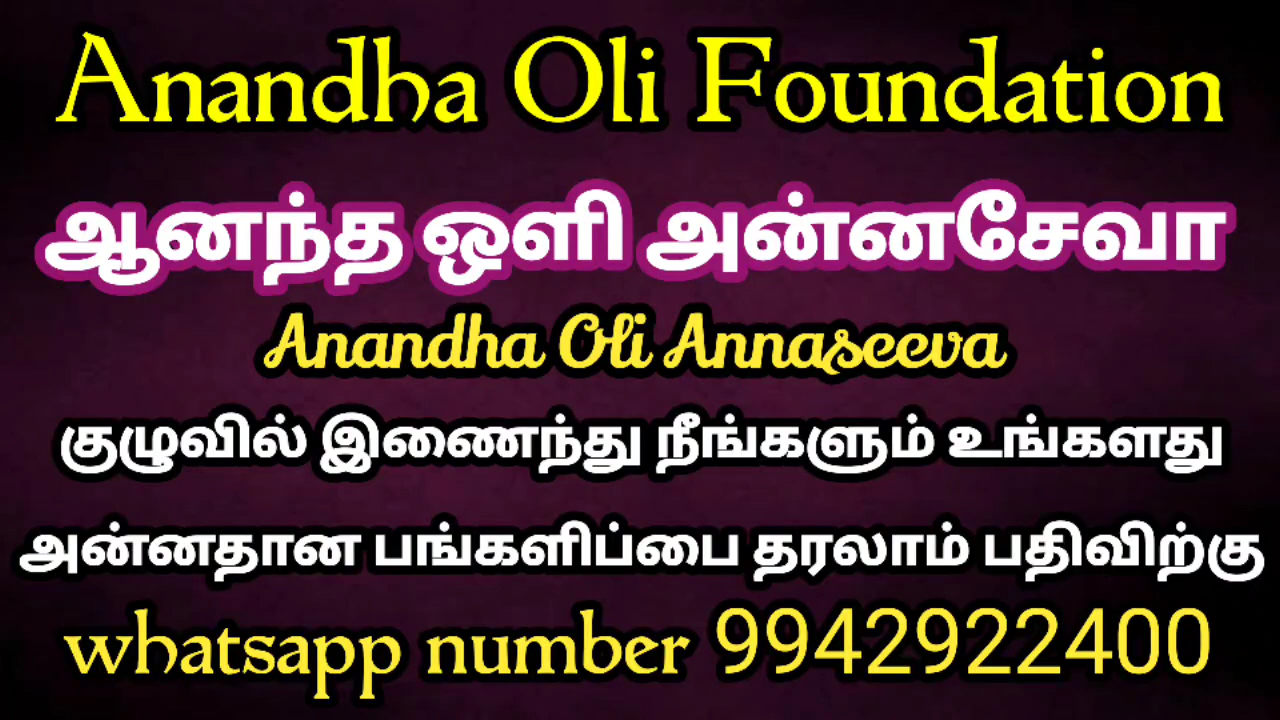 Anandha Oli Foundation
ஆனந்த ஒளி அன்னசேவா
Anandha Oli Annaseeva
குழுவில் இணைந்து நீங்களும் உங்களது
அன்னதான பங்களிப்பை தரலாம் பதிவிற்கு
whatsapp number 9942922400